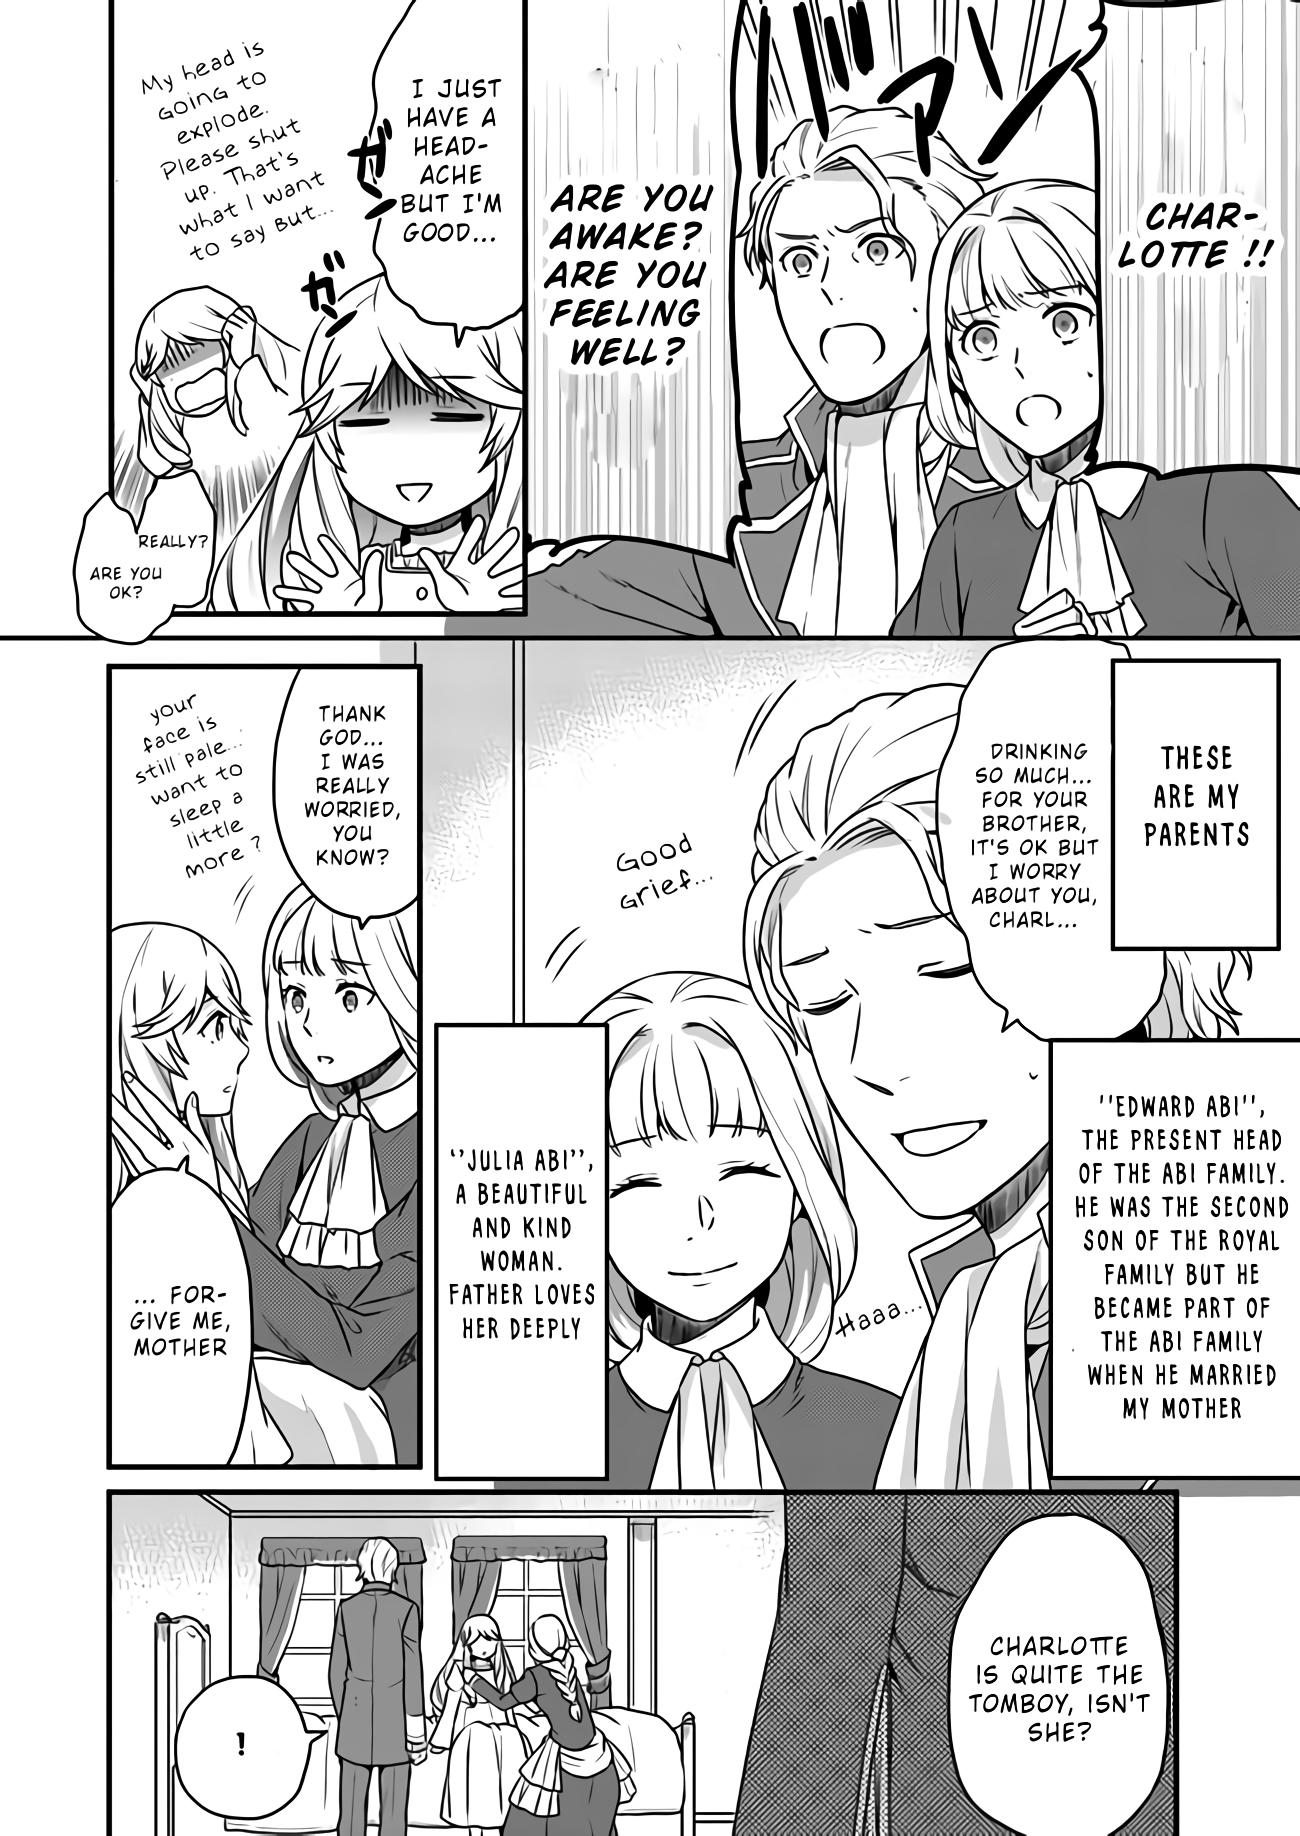 CHAR-
LOTTE !!
バァン
ARE YOU
AWAKE?
ARE YOU
FEELING
WELL?
I JUST
HAVE A
HEAD-
ACHE
BUT I'M
GOOD...
ガン
ガン
My head is
going to
explode.
Please shut
up. That's
what I want
to say but...
REALLY?
ARE YOU
OK?
THESE
ARE MY
PARENTS
DRINKING
SO MUCH...
FOR YOUR
BROTHER,
IT'S OK BUT
I WORRY
ABOUT YOU,
CHARL...
Good
grief...
Haaa...
''EDWARD ABI'',
THE PRESENT HEAD
OF THE ABI FAMILY.
HE WAS THE SECOND
SON OF THE ROYAL
FAMILY BUT HE
BECAME PART OF
THE ABI FAMILY
WHEN HE MARRIED
MY MOTHER
''JULIA ABI'',
A BEAUTIFUL
AND KIND
WOMAN.
FATHER LOVES
HER DEEPLY
THANK
GOD...
I WAS
REALLY
WORRIED,
YOU
KNOW?
your
face is
still pale...
want to
sleep a
little
more ?
... FOR-
GIVE ME,
MOTHER
CHARLOTTE
IS QUITE THE
TOMBOY, ISN'T
SHE?
!